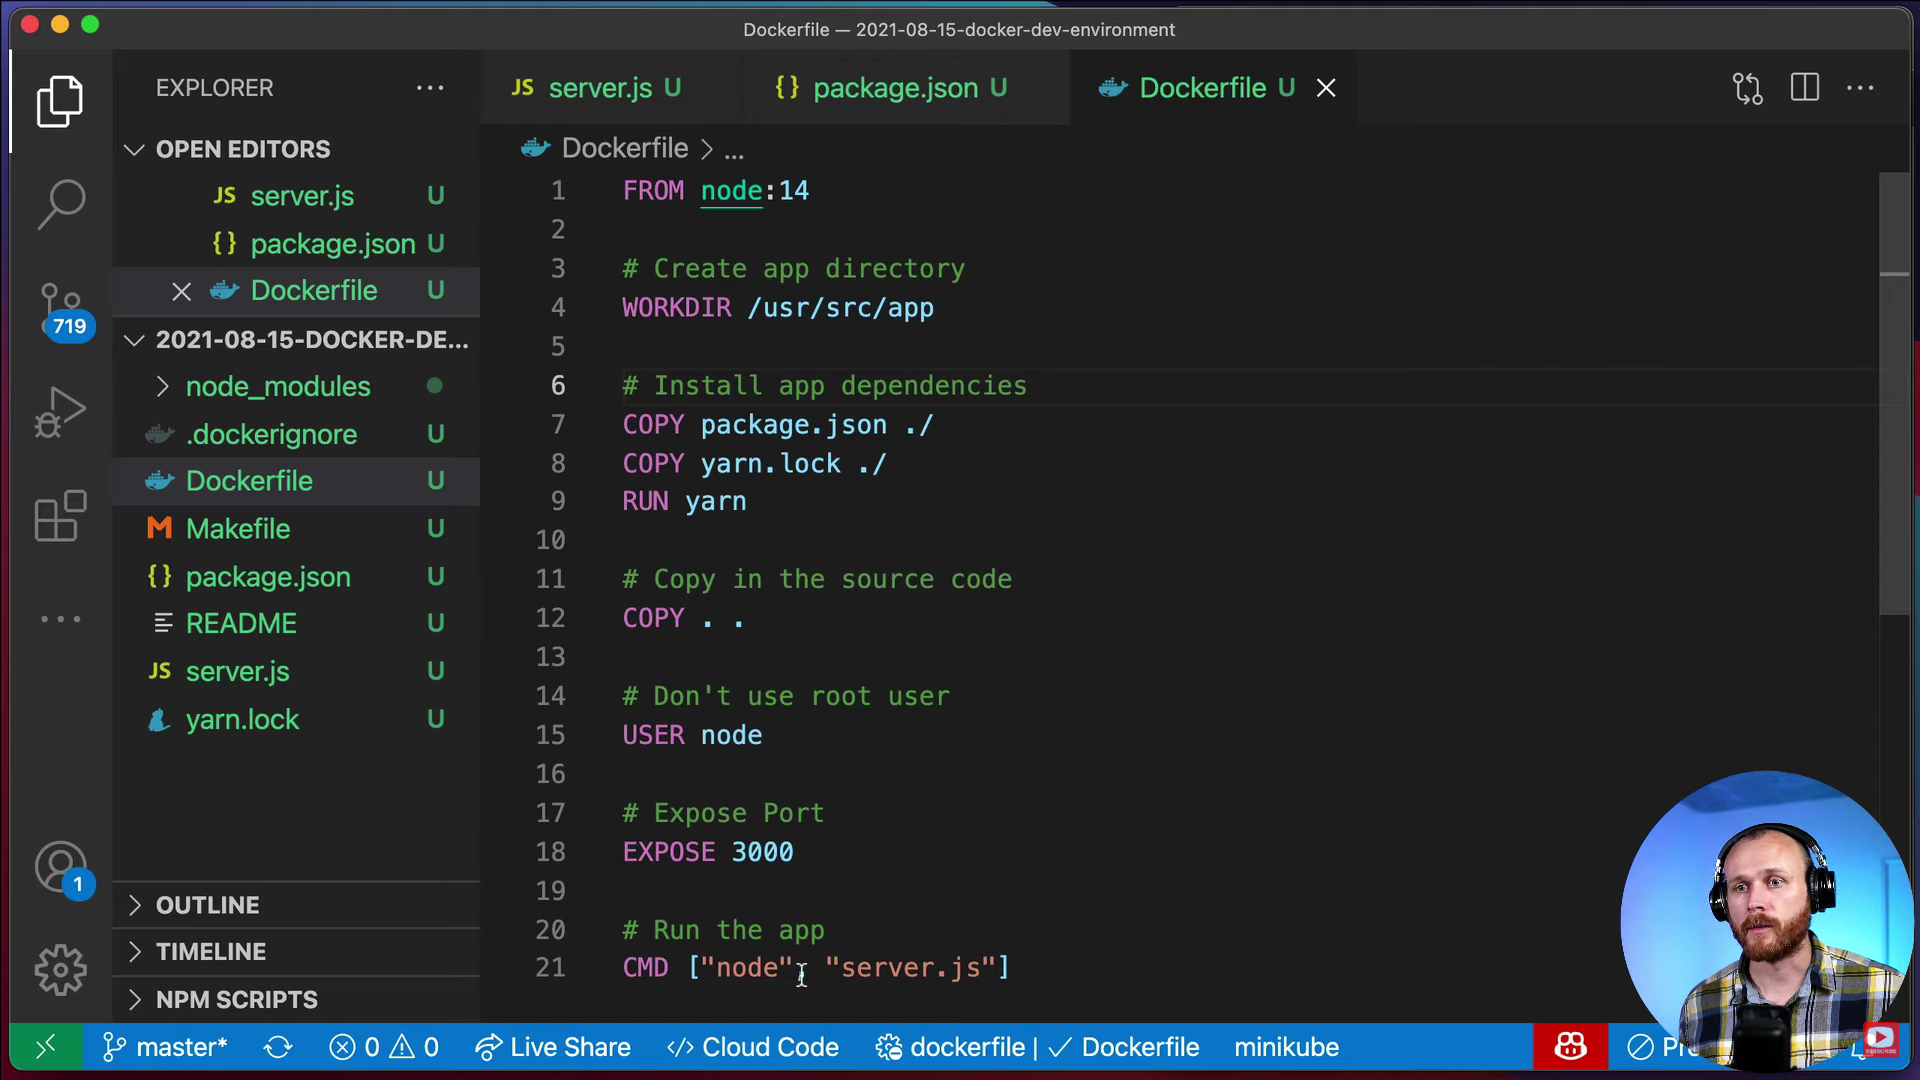 Dockerfile — 2021-08-15-docker-dev-environment
EXPLORER
JS server.js U
{} package.json U
Dockerfile U
OPEN EDITORS
JS server.js U
{} package.json U
Dockerfile U
719
2021-08-15-DOCKER-DE...
node_modules
.dockerignore U
Dockerfile U
M Makefile U
{} package.json U
README U
JS server.js U
yarn.lock U
1
OUTLINE
TIMELINE
NPM SCRIPTS
Dockerfile > ...
1 FROM node:14
2
3 # Create app directory
4 WORKDIR /usr/src/app
5
6 # Install app dependencies
7 COPY package.json ./
8 COPY yarn.lock ./
9 RUN yarn
10
11 # Copy in the source code
12 COPY . .
13
14 # Don't use root user
15 USER node
16
17 # Expose Port
18 EXPOSE 3000
19
20 # Run the app
21 CMD ["node", "server.js"]
master* 0 0 Live Share Cloud Code dockerfile | Dockerfile minikube